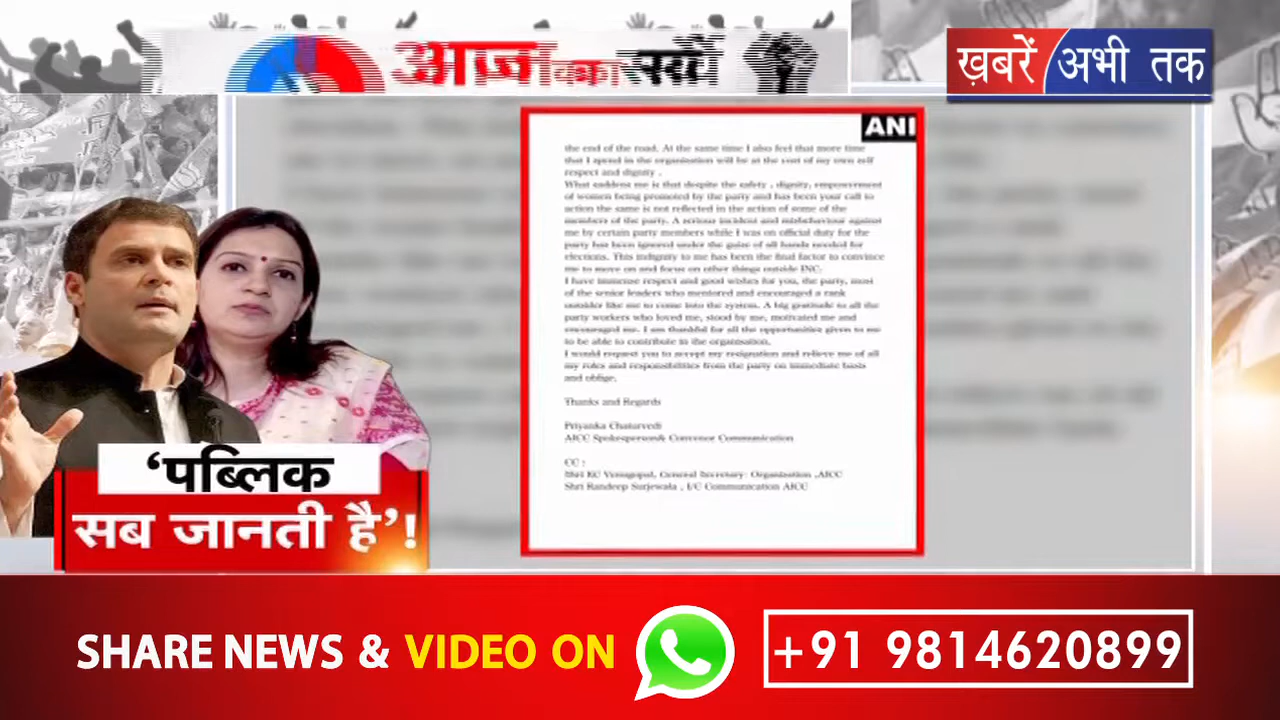 आज का सर्वे
ख़बरें अभी तक
ANI
the end of the road. At the same time I also feel that more time
that I spend in the organisation will be at the cost of my own self
respect and dignity .
What saddens me is that despite the safety , dignity, empowerment
of women being promoted by the party and has been your call to
action the same is not reflected in the action of some of the
members of the party. A serious incident and misbehaviour against
me by certain party members while I was on official duty for the
party has been ignored under the guise of all hands needed for
elections. This indignity to me has been the final factor to convince
me to move on and focus on other things outside INC.
I have immense respect and good wishes for you, the party, most
of the senior leaders who mentored and encouraged a rank
outsider like me to come into the system. A big gratitude to all the
party workers who loved me, stood by me, motivated me and
encouraged me. I am thankful for all the opportunities given to me
to be able to contribute to the organisation.
I would request you to accept my resignation and relieve me of all
my roles and responsibilities from the party on immediate basis
and oblige.
Thanks and Regards
Priyanka Chaturvedi
AICC Spokesperson& Convenor Communication
CC :
Shri KC Venugopal, General Secretary- Organisation ,AICC
Shri Randeep Surjewala , I/C Communication AICC
‘पब्लिक
सब जानती है’!
SHARE NEWS & VIDEO ON
+91 9814620899